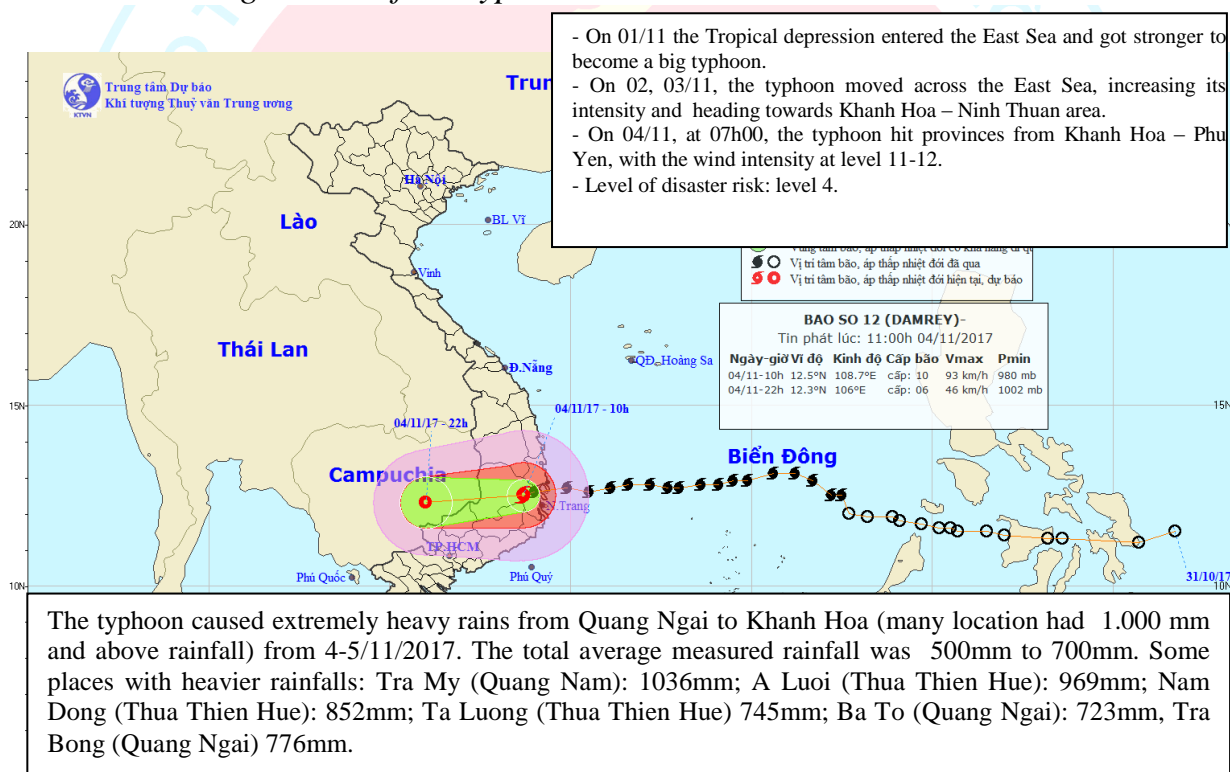 - On 01/11 the Tropical depression entered the East Sea and got stronger to
become a big typhoon.
- On 02, 03/11, the typhoon moved across the East Sea, increasing its
intensity and heading towards Khanh Hoa – Ninh Thuan area.
- On 04/11, at 07h00, the typhoon hit provinces from Khanh Hoa – Phu
Yen, with the wind intensity at level 11-12.
- Level of disaster risk: level 4.
Trung tâm Dự báo
Khí tượng Thuỷ văn Trung ương
KTVN
Hà Nội
BL Vĩ
Lào
20N
Vinh
Vị trí tâm bão, áp thấp nhiệt đới đã qua
Vị trí tâm bão, áp thấp nhiệt đới hiện tại, dự báo
BAO SO 12 (DAMREY)-
Tin phát lúc: 11:00h 04/11/2017
Ngày-giờ Vĩ độ Kinh độ Cấp bão Vmax Pmin
04/11-10h 12.5°N 108.7°E cấp: 10 93 km/h 980 mb
04/11-22h 12.3°N 106°E cấp: 06 46 km/h 1002 mb
Thái Lan
QĐ. Hoàng Sa
Đ.Nẵng
15N
15N
04/11/17 - 22h
04/11/17 - 10h
Biển Đông
Campuchia
N.Trang
TP.HCM
Phú Quốc
Phú Quý
10N
31/10/17
The typhoon caused extremely heavy rains from Quang Ngai to Khanh Hoa (many location had 1.000 mm
and above rainfall) from 4-5/11/2017. The total average measured rainfall was 500mm to 700mm. Some
places with heavier rainfalls: Tra My (Quang Nam): 1036mm; A Luoi (Thua Thien Hue): 969mm; Nam
Dong (Thua Thien Hue): 852mm; Ta Luong (Thua Thien Hue) 745mm; Ba To (Quang Ngai): 723mm, Tra
Bong (Quang Ngai) 776mm.